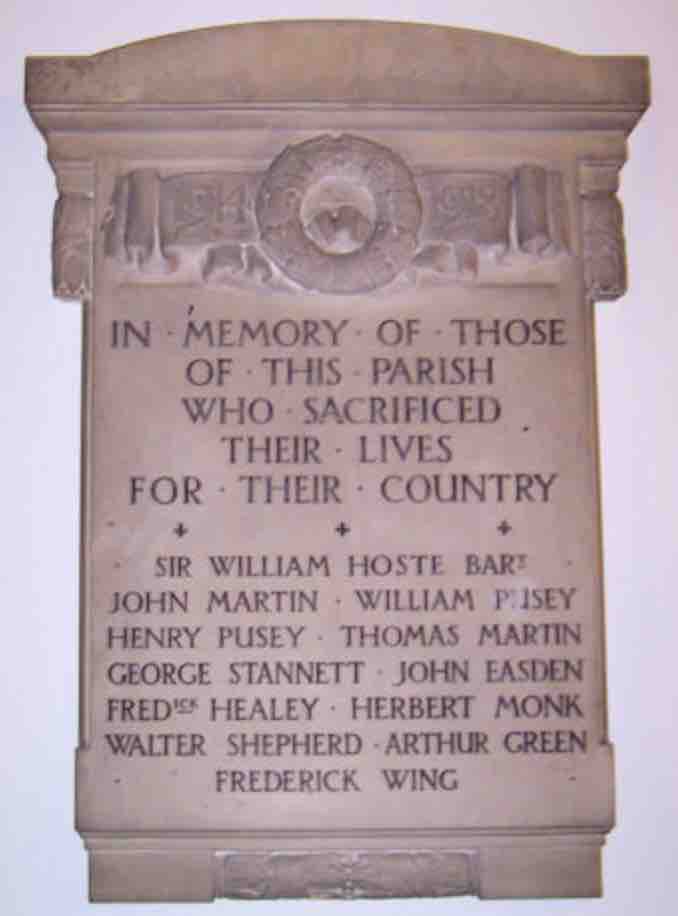 IN · MEMORY · OF · THOSE
OF · THIS · PARISH
WHO · SACRIFICED
THEIR · LIVES
FOR · THEIR · COUNTRY
SIR WILLIAM HOSTE BART
JOHN MARTIN · WILLIAM PUSEY
HENRY PUSEY · THOMAS MARTIN
GEORGE STANNETT · JOHN EASDEN
FREDICK HEALEY · HERBERT MONK
WALTER SHEPHERD · ARTHUR GREEN
FREDERICK WING